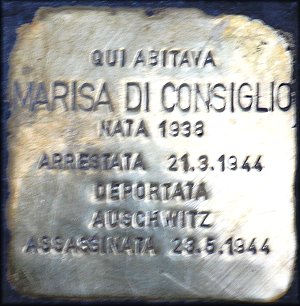 QUI ABITAVA
MARISA DI CONSIGLIO
NATA 1938
ARRESTATA 21.3.1944
DEPORTATA
AUSCHWITZ
ASSASSINATA 23.5.1944